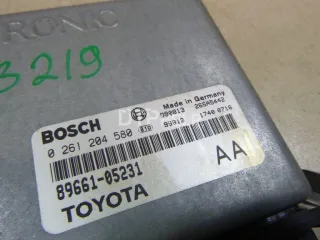 RONIC
3219
BOSCH
Made in Germany
0 261 204 580
89661-05231
AA
TOYOTA